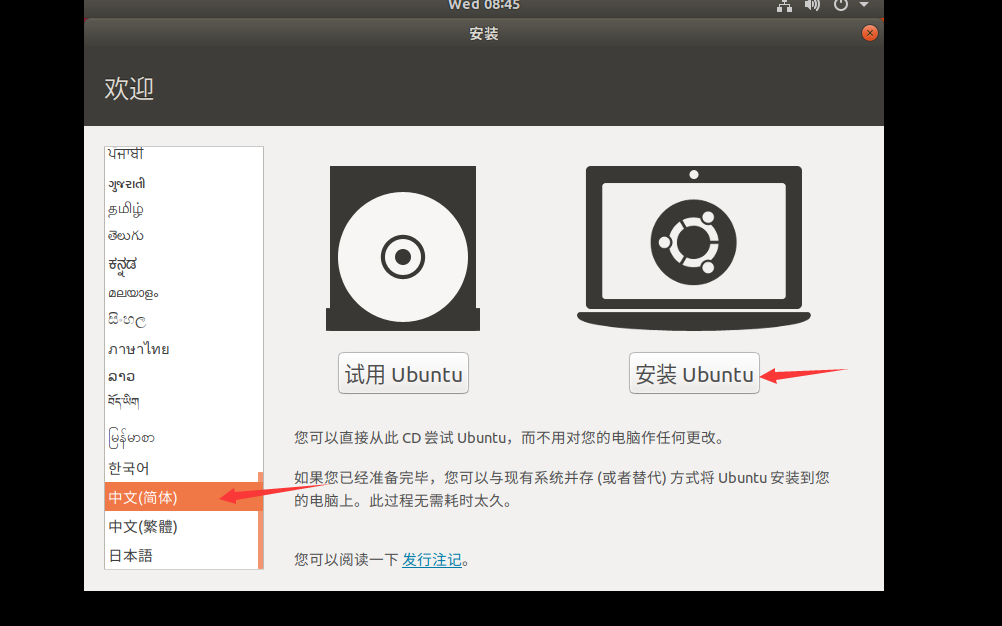 Wed 08:45
安装
欢迎
ਪੰਜਾਬੀ
ગુજરાતી
தமிழ்
తెలుగు
ಕನ್ನಡ
മലയാളം
සිංහල
ภาษาไทย
ລາວ
བོད་ཡིག
မြန်မာစာ
한국어
中文(简体)
中文(繁體)
日本語
试用 Ubuntu
安装 Ubuntu
您可以直接从此 CD 尝试 Ubuntu，而不用对您的电脑作任何更改。
如果您已经准备完毕，您可以与现有系统并存 (或者替代) 方式将 Ubuntu 安装到您
的电脑上。此过程无需耗时太久。
您可以阅读一下 发行注记。